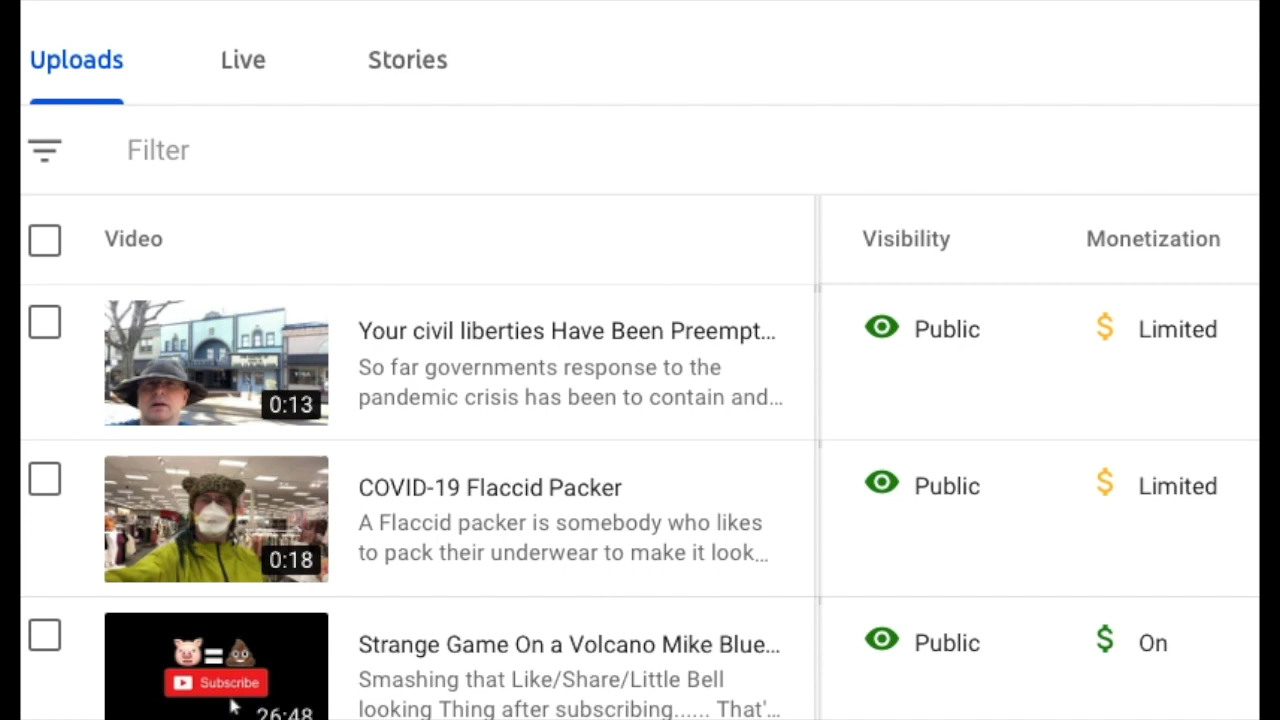 Uploads Live Stories
Filter
Video Visibility Monetization
Your civil liberties Have Been Preempt... Public Limited
So far governments response to the
pandemic crisis has been to contain and...
0:13
COVID-19 Flaccid Packer Public Limited
A Flaccid packer is somebody who likes
to pack their underwear to make it look...
0:18
Strange Game On a Volcano Mike Blue... Public On
Smashing that Like/Share/Little Bell
Subscribe
looking Thing after subscribing...... That'...
26:48